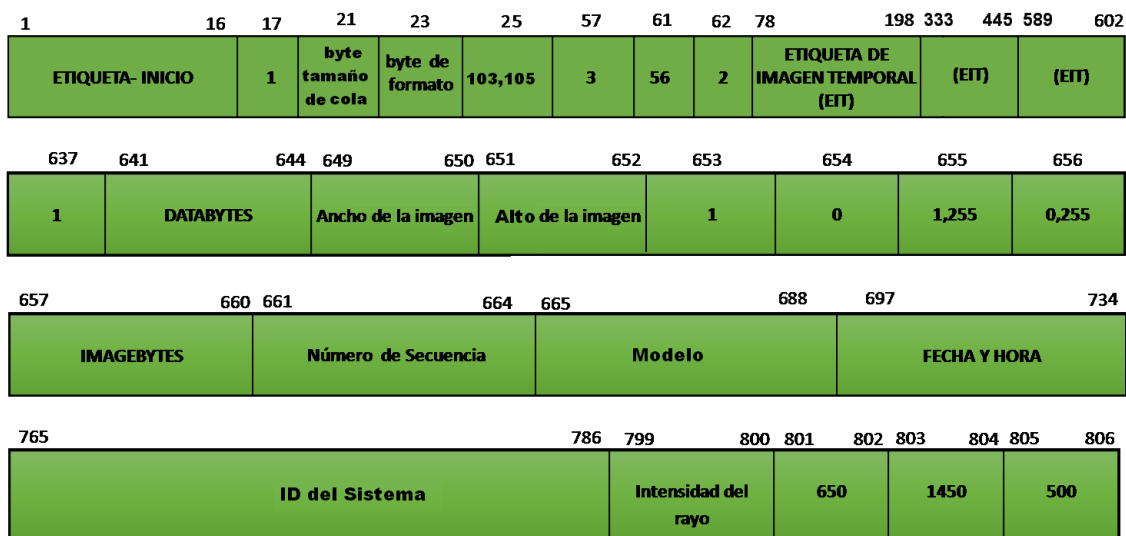 1 16 17 21 23 25 57 61 62 78 198 333 445 589 602
ETIQUETA- INICIO
1
byte
tamaño
de cola
byte de
formato
103,105
3
56
2
ETIQUETA DE
IMAGEN TEMPORAL
(EIT)
(EIT)
(EIT)
637 641 644 649 650 651 652 653 654 655 656
1
DATABYTES
Ancho de la imagen
Alto de la imagen
1
0
1,255
0,255
657 660 661 664 665 688 697 734
IMAGEBYTES
Número de Secuencia
Modelo
FECHA Y HORA
765 786 799 800 801 802 803 804 805 806
ID del Sistema
Intensidad del
rayo
650
1450
500